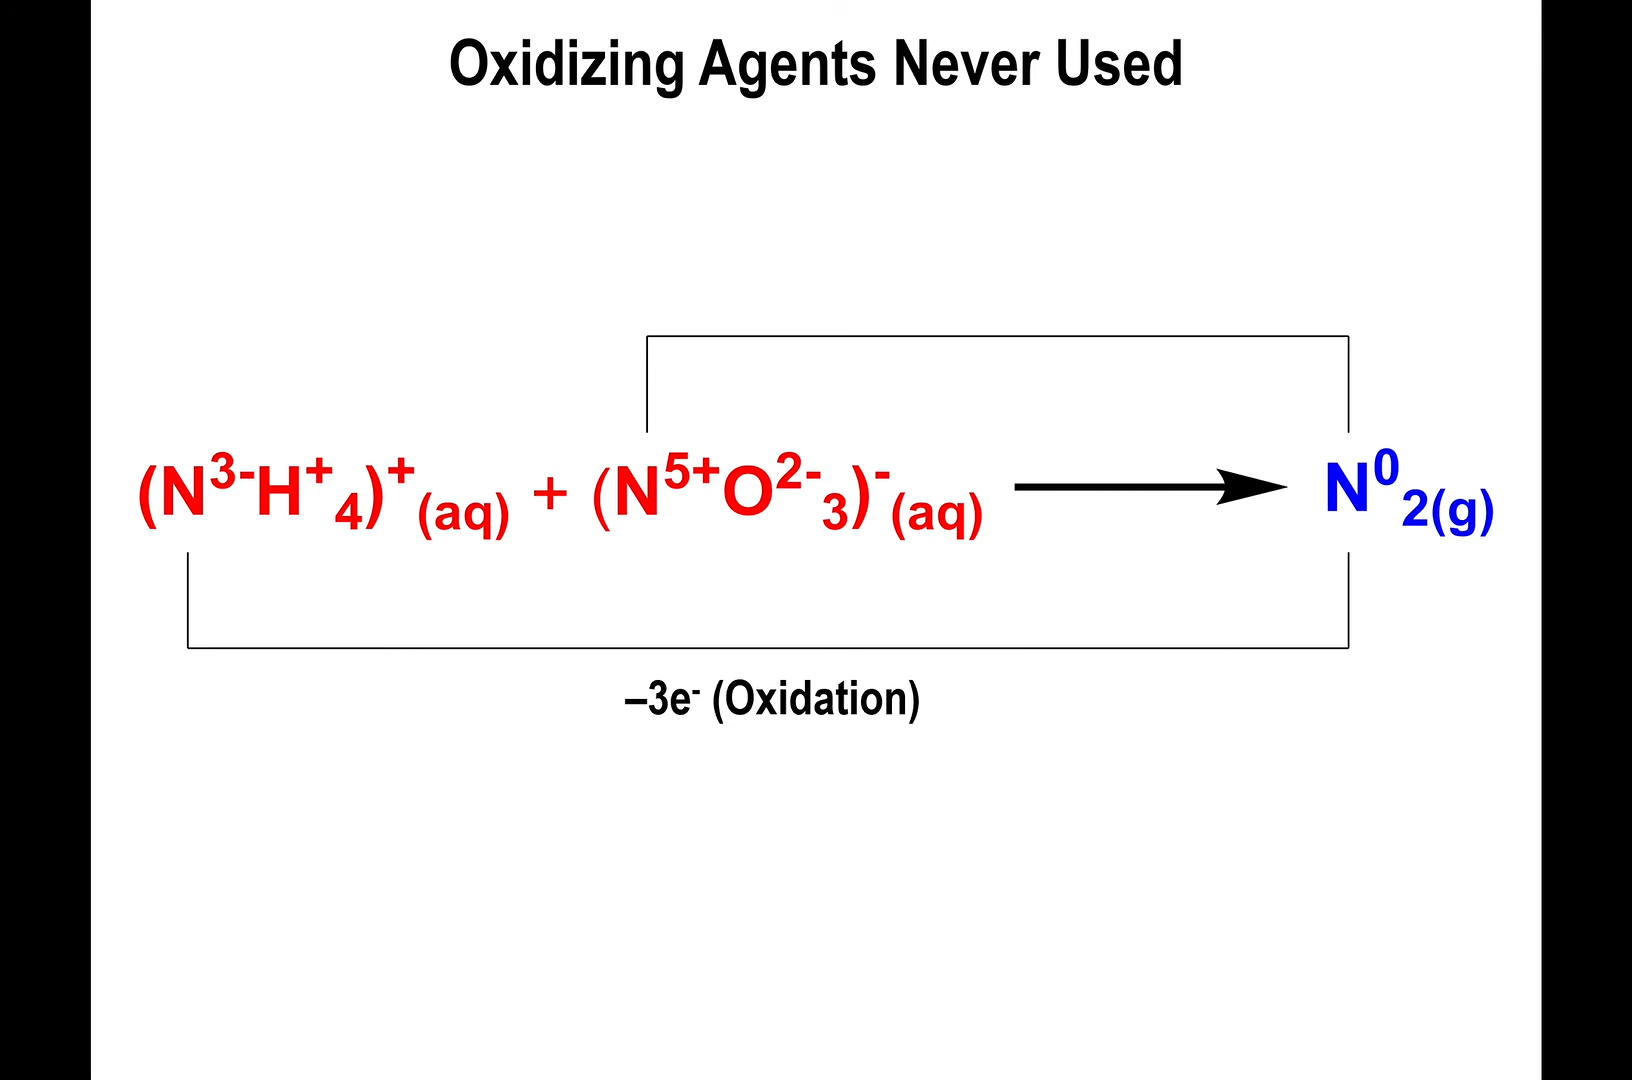 Oxidizing Agents Never Used
(N³⁻H⁺₄)⁺₍aq₎ + (N⁵⁺O²⁻₃)⁻₍aq₎ ⟶ N⁰₂₍g₎
–3e⁻ (Oxidation)